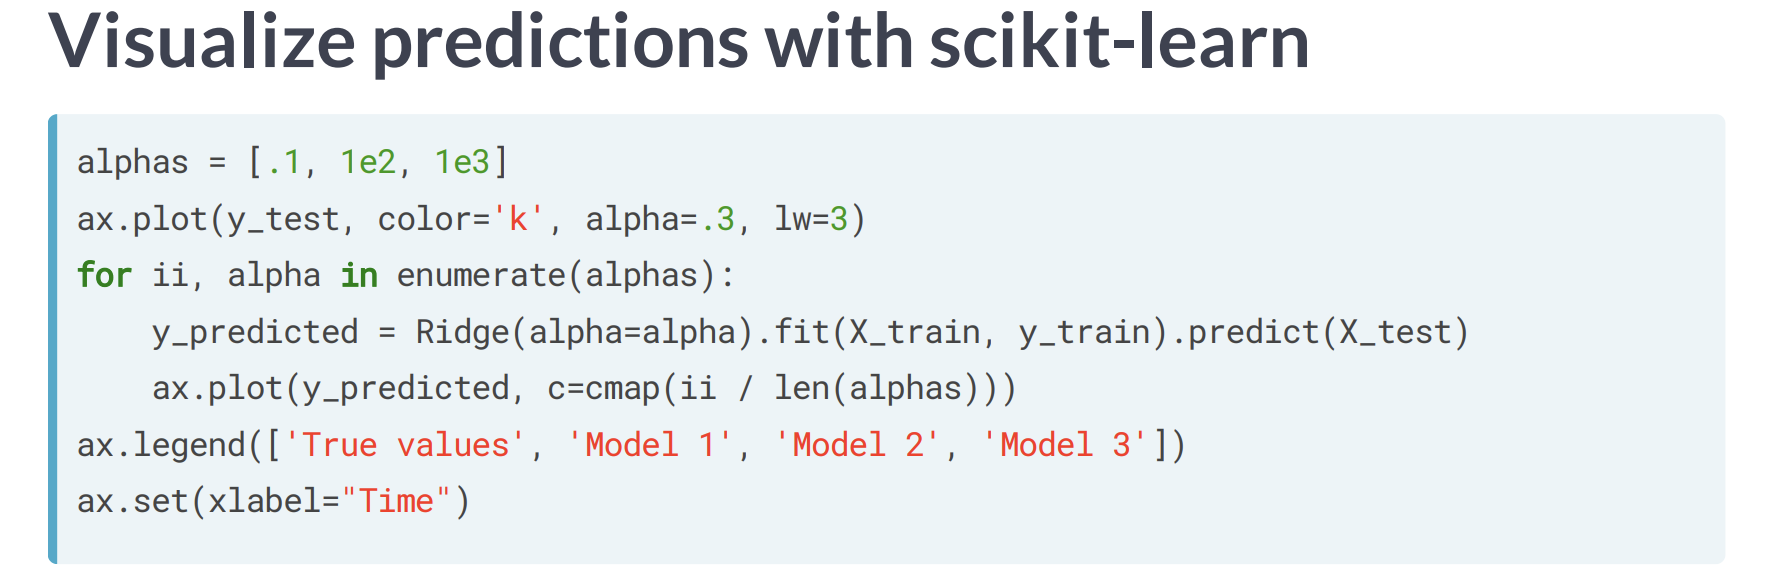 Visualize predictions with scikit-learn
alphas = [.1, 1e2, 1e3]
ax.plot(y_test, color='k', alpha=.3, lw=3)
for ii, alpha in enumerate(alphas):
    y_predicted = Ridge(alpha=alpha).fit(X_train, y_train).predict(X_test)
    ax.plot(y_predicted, c=cmap(ii / len(alphas)))
ax.legend(['True values', 'Model 1', 'Model 2', 'Model 3'])
ax.set(xlabel="Time")